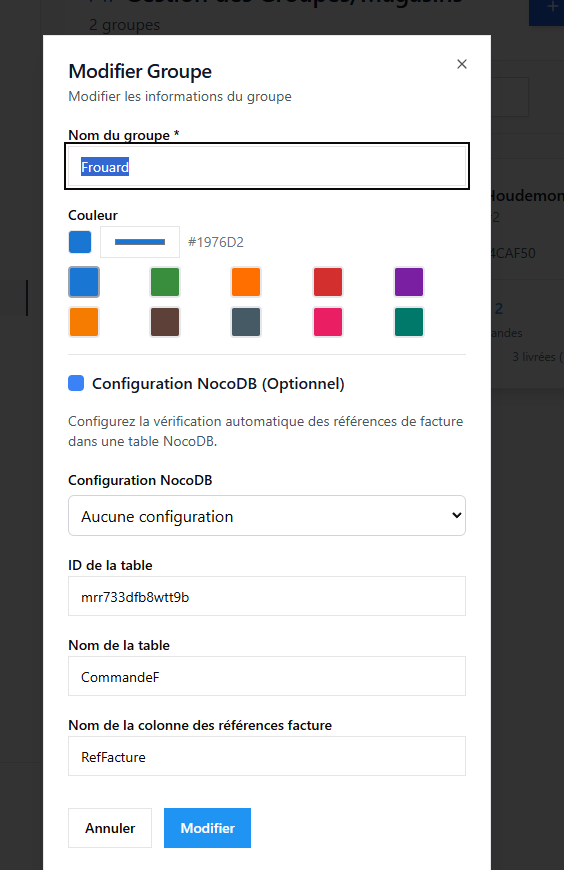 Gestion des Groupes/magasins
+
2 groupes
Modifier Groupe
Modifier les informations du groupe
Nom du groupe *
Frouard
Couleur
#1976D2
Houdemon
2
4CAF50
2
andes
3 livrées (
Configuration NocoDB (Optionnel)
Configurez la vérification automatique des références de facture
dans une table NocoDB.
Configuration NocoDB
Aucune configuration
ID de la table
mrr733dfb8wtt9b
Nom de la table
CommandeF
Nom de la colonne des références facture
RefFacture
Annuler
Modifier